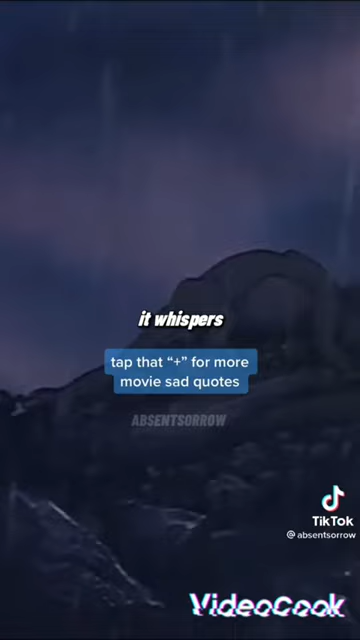 it whispers
tap that “+” for more
movie sad quotes
ABSENTSORROW
TikTok
@ absentsorrow
VideoCook